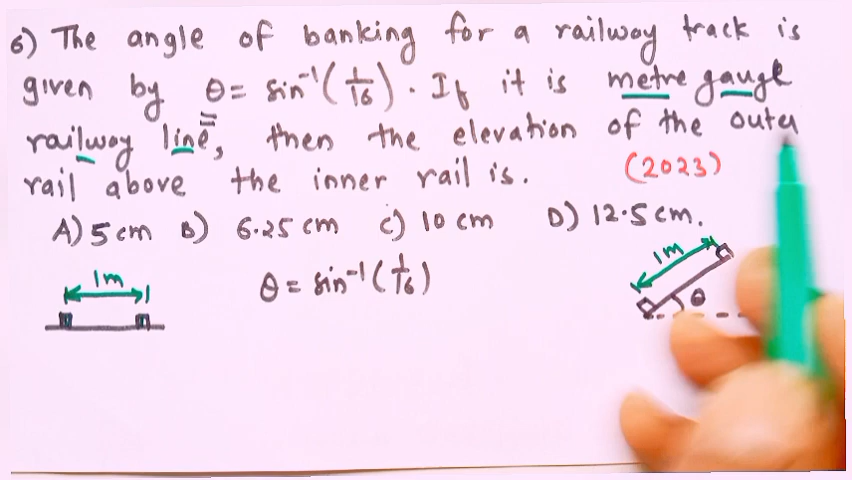 6) The angle of banking for a railway track is
given by θ = sin⁻¹(1/16). If it is metre gauge
railway line, then the elevation of the outer
rail above the inner rail is. (2023)
A) 5 cm B) 6.25 cm C) 10 cm D) 12.5 cm.
1m θ = sin⁻¹(1/16) 1m θ